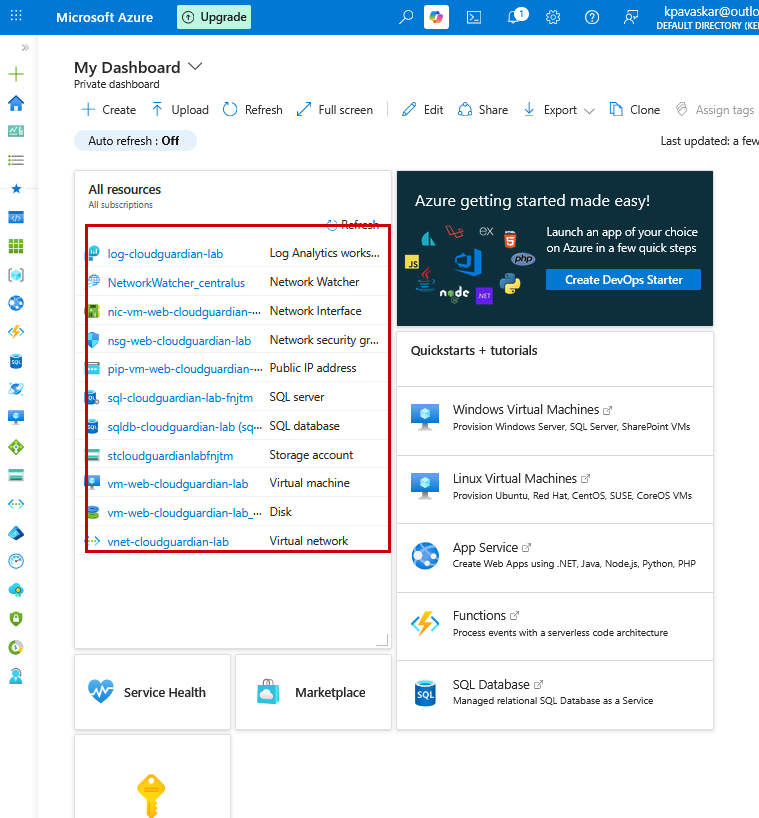 Microsoft Azure
Upgrade
1
kpavaskar@outlo
DEFAULT DIRECTORY (KE
My Dashboard
Private dashboard
Create Upload Refresh Full screen Edit Share Export Clone Assign tags
Auto refresh : Off
Last updated: a few
All resources
All subscriptions
Refresh
log-cloudguardian-lab Log Analytics works...
NetworkWatcher_centralus Network Watcher
nic-vm-web-cloudguardian-... Network Interface
nsg-web-cloudguardian-lab Network security gr...
pip-vm-web-cloudguardian-... Public IP address
sql-cloudguardian-lab-fnjtm SQL server
sqldb-cloudguardian-lab (sq... SQL database
stcloudguardianlabfnjtm Storage account
vm-web-cloudguardian-lab Virtual machine
vm-web-cloudguardian-lab_... Disk
vnet-cloudguardian-lab Virtual network
Azure getting started made easy!
Launch an app of your choice
on Azure in a few quick steps
Create DevOps Starter
ex
5
JS
php
node
.NET
Quickstarts + tutorials
Windows Virtual Machines
Provision Windows Server, SQL Server, SharePoint VMs
Linux Virtual Machines
Provision Ubuntu, Red Hat, CentOS, SUSE, CoreOS VMs
App Service
Create Web Apps using .NET, Java, Node.js, Python, PHP
Functions
Process events with a serverless code architecture
SQL
SQL Database
Managed relational SQL Database as a Service
Service Health
Marketplace